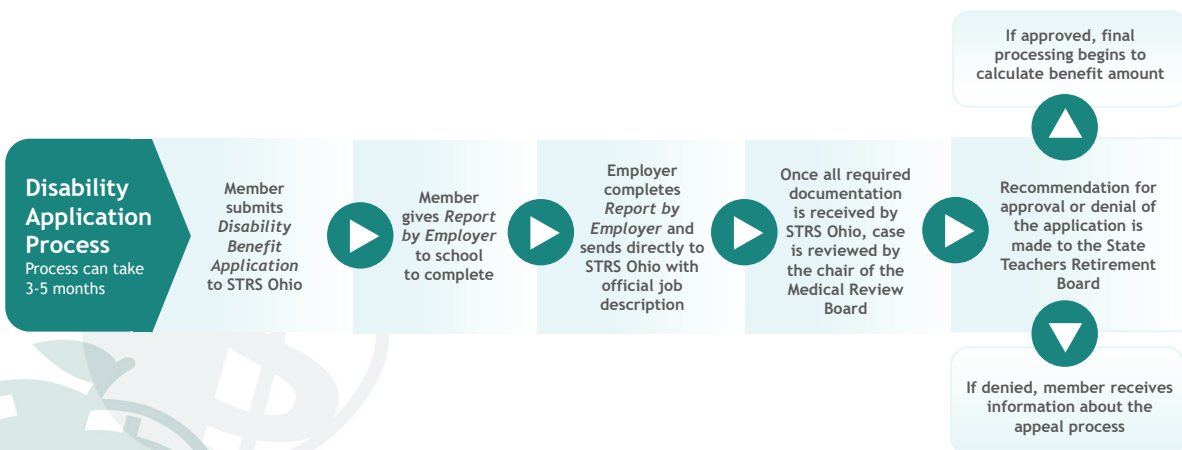 Disability
Application
Process
Process can take
3-5 months
Member
submits
Disability
Benefit
Application
to STRS Ohio
Member
gives Report
by Employer
to school
to complete
Employer
completes
Report by
Employer and
sends directly to
STRS Ohio with
official job
description
Once all required
documentation
is received by
STRS Ohio, case
is reviewed by
the chair of the
Medical Review
Board
Recommendation for
approval or denial of
the application is
made to the State
Teachers Retirement
Board
If approved, final
processing begins to
calculate benefit amount
If denied, member receives
information about the
appeal process